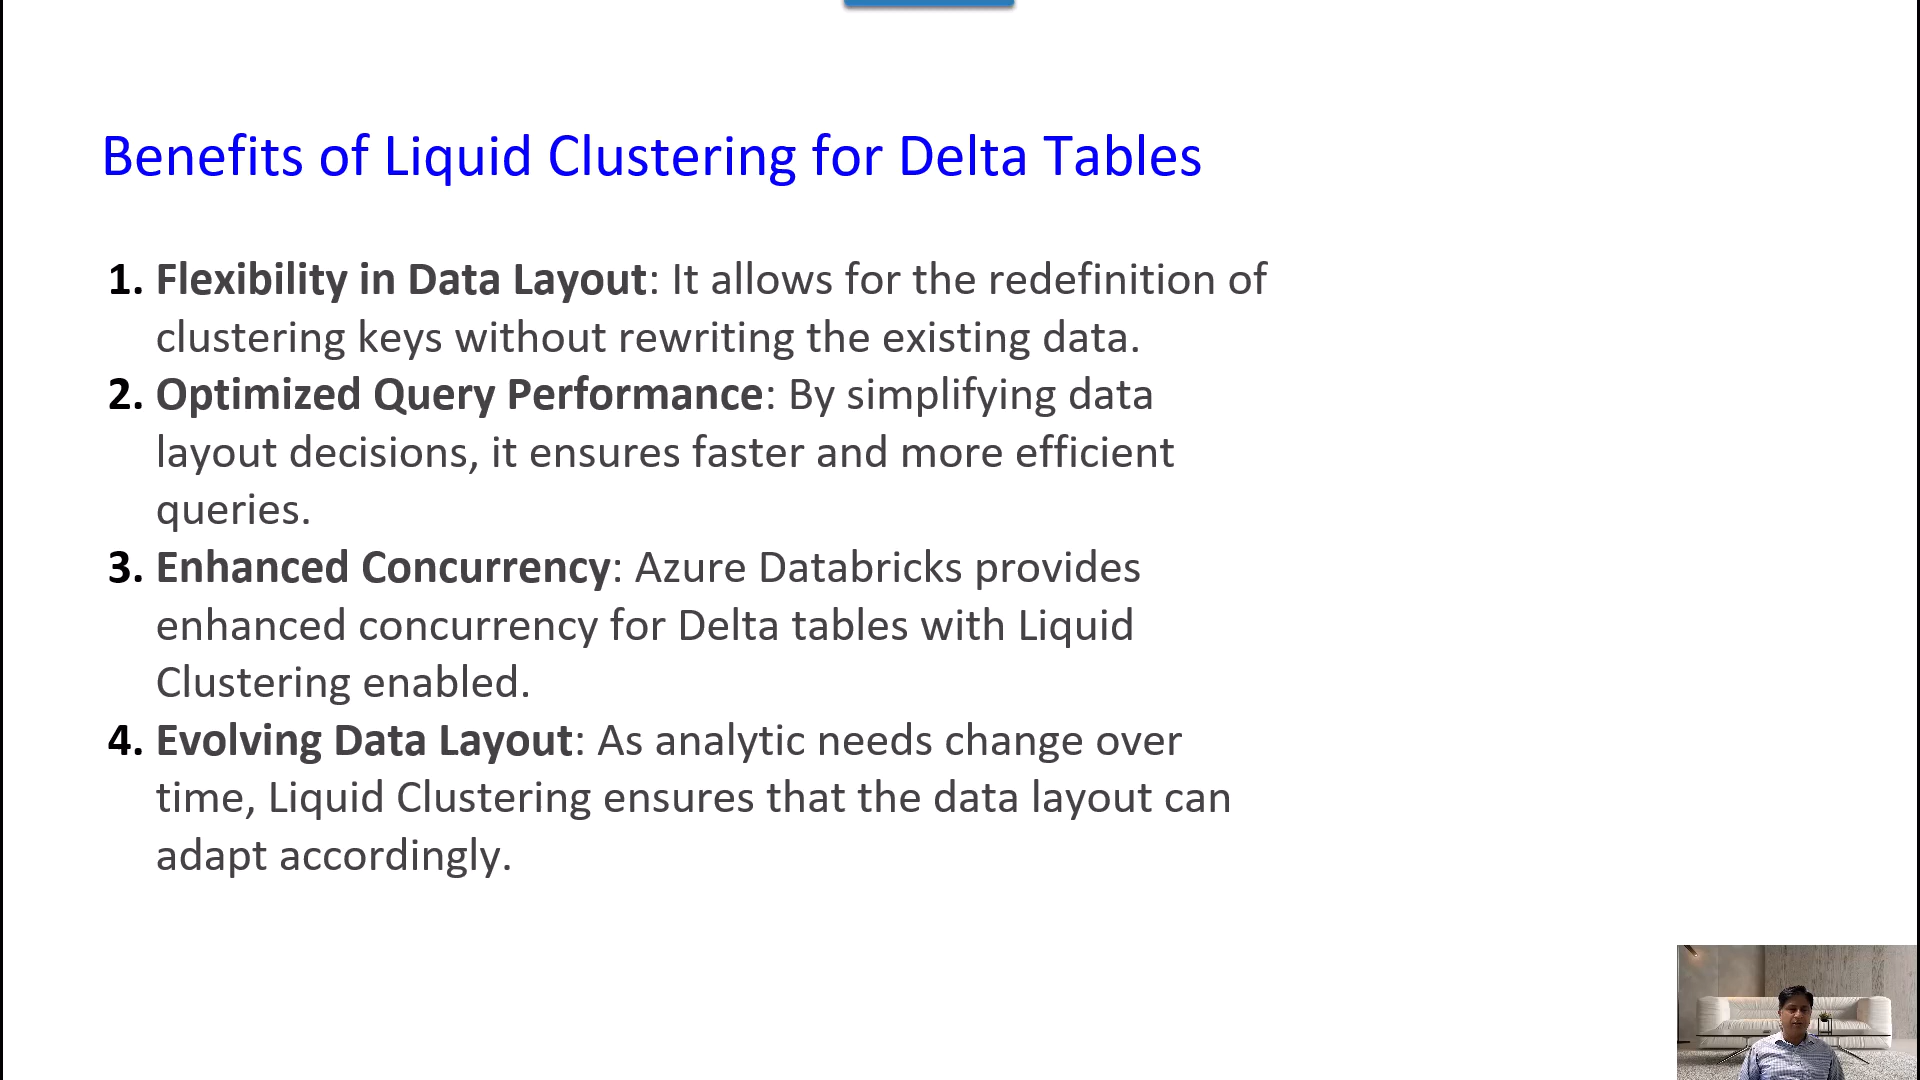 Benefits of Liquid Clustering for Delta Tables
1. Flexibility in Data Layout: It allows for the redefinition of
clustering keys without rewriting the existing data.
2. Optimized Query Performance: By simplifying data
layout decisions, it ensures faster and more efficient
queries.
3. Enhanced Concurrency: Azure Databricks provides
enhanced concurrency for Delta tables with Liquid
Clustering enabled.
4. Evolving Data Layout: As analytic needs change over
time, Liquid Clustering ensures that the data layout can
adapt accordingly.